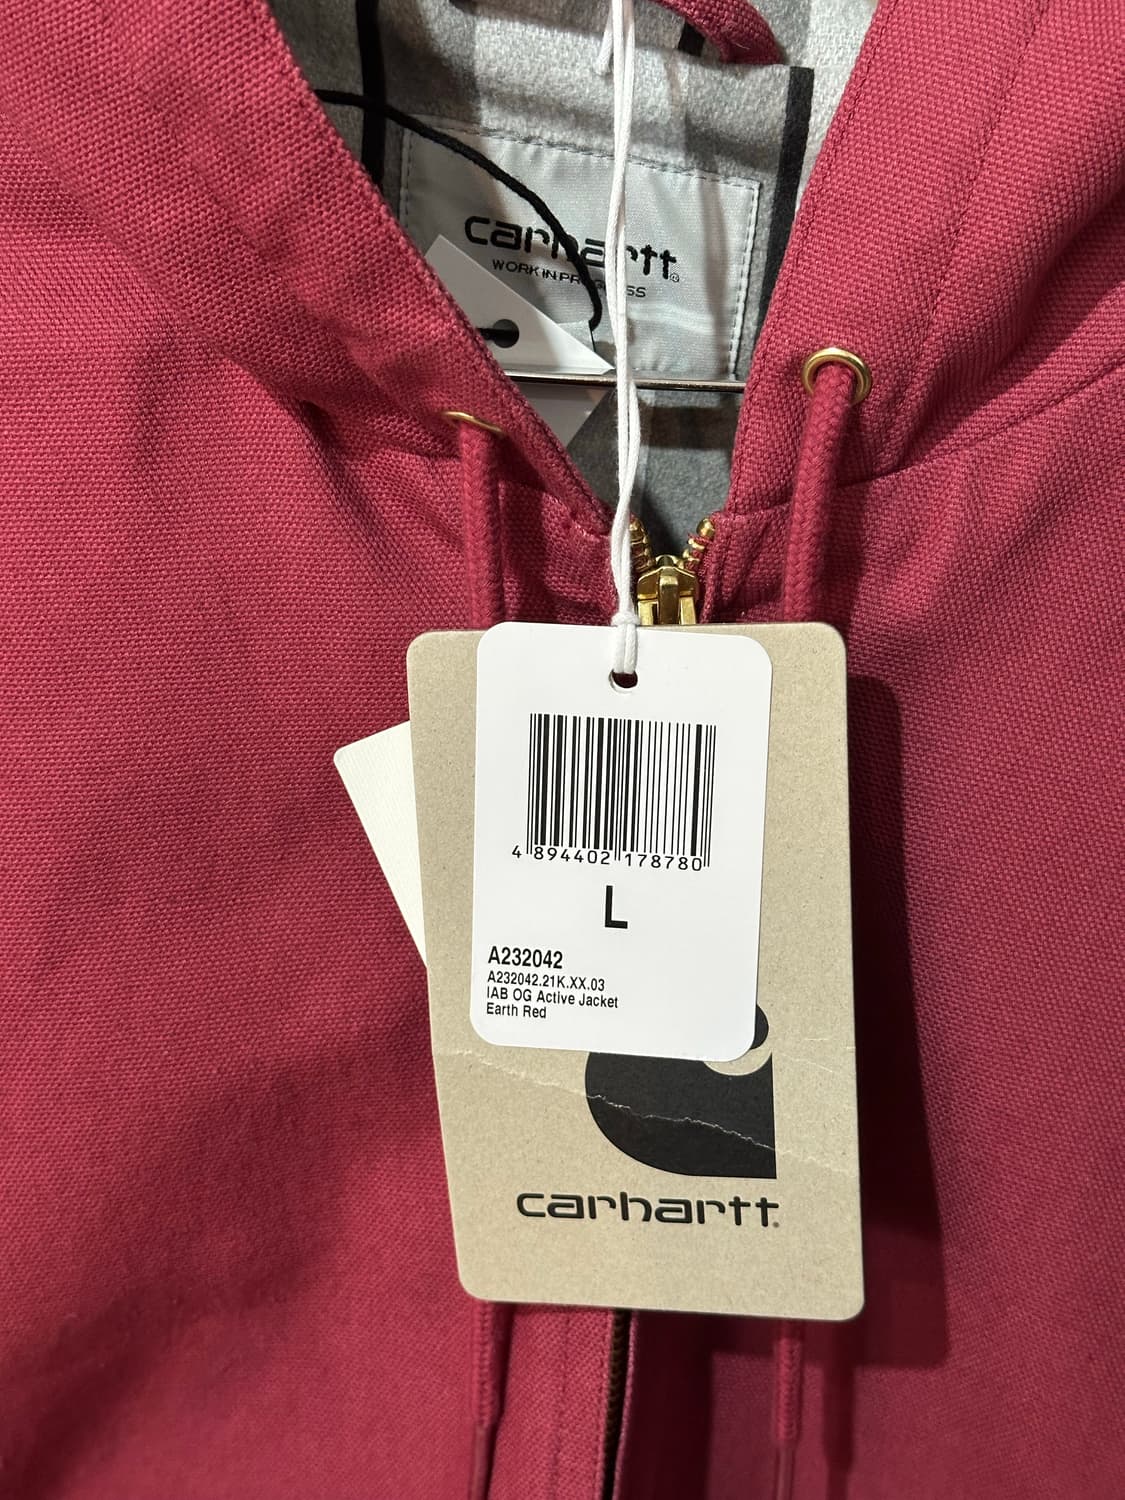 carhartt
WORK IN PROGRESS
4 894402 178780
L
A232042
A232042.21K.XX.03
IAB OG Active Jacket
Earth Red
carhartt